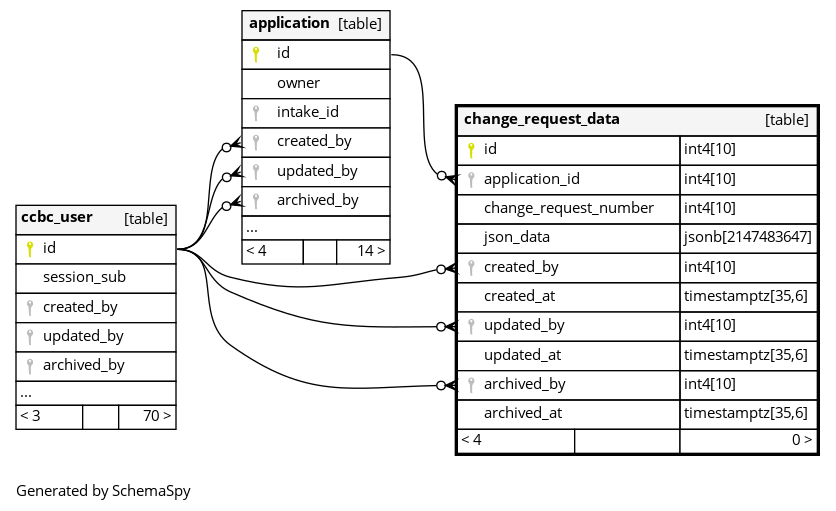 application [table]
id
owner
intake_id
created_by
updated_by
archived_by
...
< 4 14 >
change_request_data [table]
id int4[10]
application_id int4[10]
change_request_number int4[10]
json_data jsonb[2147483647]
created_by int4[10]
created_at timestamptz[35,6]
updated_by int4[10]
updated_at timestamptz[35,6]
archived_by int4[10]
archived_at timestamptz[35,6]
< 4 0 >
ccbc_user [table]
id
session_sub
created_by
updated_by
archived_by
...
< 3 70 >
Generated by SchemaSpy